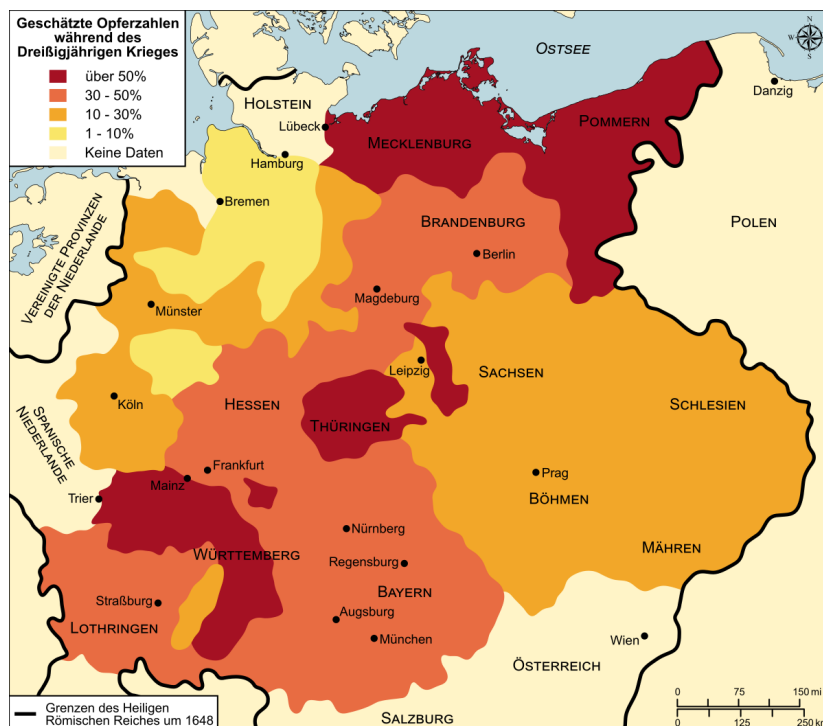 Geschätzte Opferzahlen
während des
Dreißigjährigen Krieges
über 50%
30 - 50%
10 - 30%
1 - 10%
Keine Daten
OSTSEE
N
W
E
S
HOLSTEIN
Lübeck
Hamburg
MECKLENBURG
POMMERN
Danzig
Bremen
BRANDENBURG
Berlin
POLEN
VEREINIGTE PROVINZEN
DER NIEDERLANDE
Münster
Magdeburg
Leipzig
SACHSEN
Köln
HESSEN
THÜRINGEN
SCHLESIEN
SPANISCHE
NIEDERLANDE
Frankfurt
Mainz
Trier
Prag
BÖHMEN
Nürnberg
WÜRTTEMBERG
Regensburg
MÄHREN
BAYERN
Straßburg
LOTHRINGEN
Augsburg
München
Wien
ÖSTERREICH
SALZBURG
Grenzen des Heiligen
Römischen Reiches um 1648
0 75 150 mi
0 125 250 km